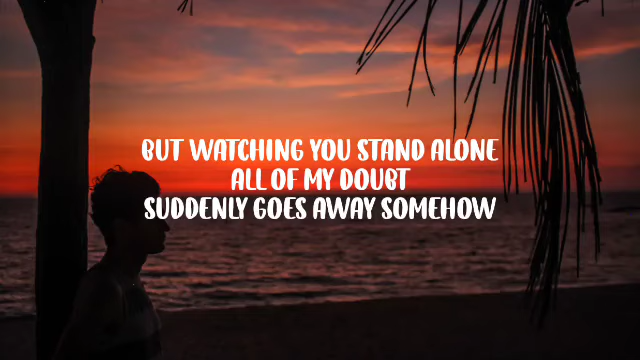 BUT WATCHING YOU STAND ALONE
ALL OF MY DOUBT
SUDDENLY GOES AWAY SOMEHOW